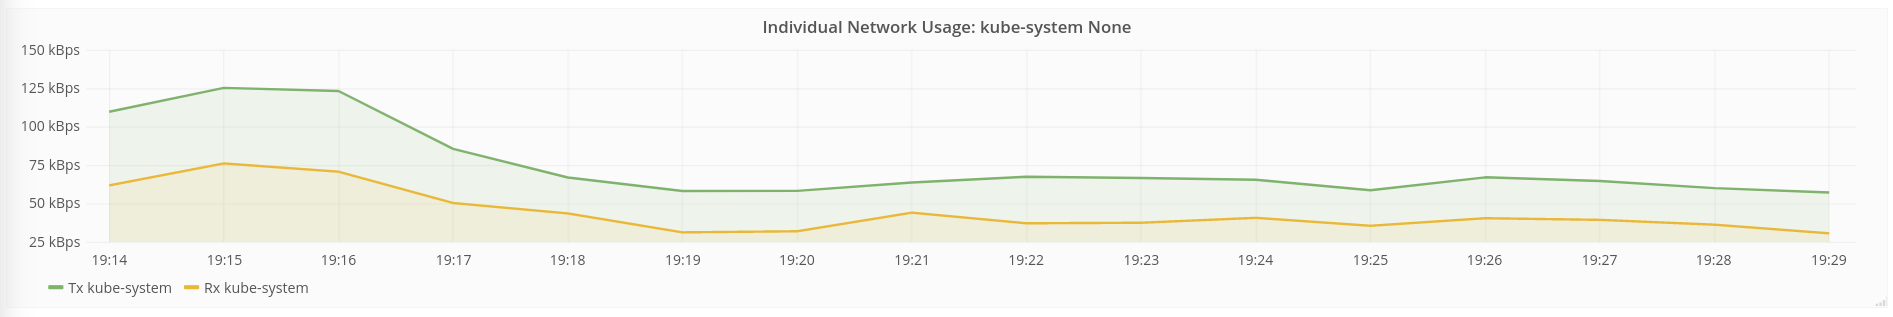 Individual Network Usage: kube-system None
150 kBps
125 kBps
100 kBps
75 kBps
50 kBps
25 kBps
19:14 19:15 19:16 19:17 19:18 19:19 19:20 19:21 19:22 19:23 19:24 19:25 19:26 19:27 19:28 19:29
Tx kube-system Rx kube-system